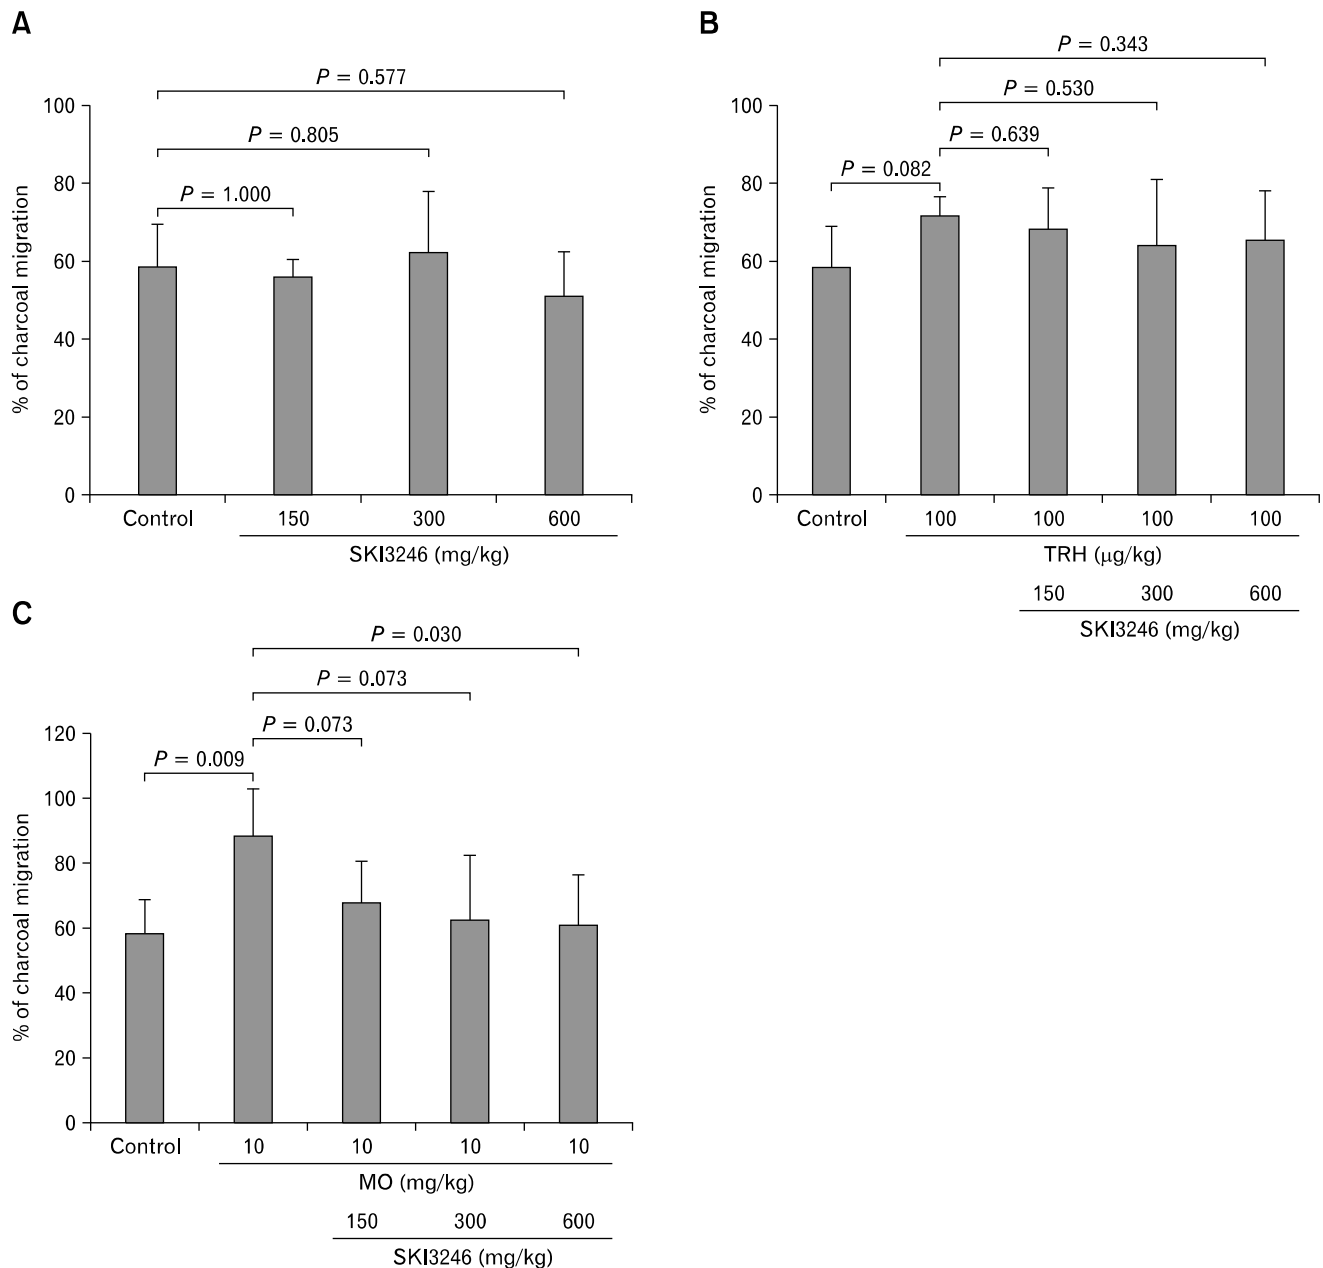 A
P = 0.577
P = 0.805
P = 1.000
100
80
60
40
20
0
% of charcoal migration
Control 150 300 600
SKI3246 (mg/kg)
B
P = 0.343
P = 0.530
P = 0.639
P = 0.082
100
80
60
40
20
0
% of charcoal migration
Control 100 100 100 100
TRH (μg/kg)
150 300 600
SKI3246 (mg/kg)
C
P = 0.030
P = 0.073
P = 0.073
P = 0.009
120
100
80
60
40
20
0
% of charcoal migration
Control 10 10 10 10
MO (mg/kg)
150 300 600
SKI3246 (mg/kg)